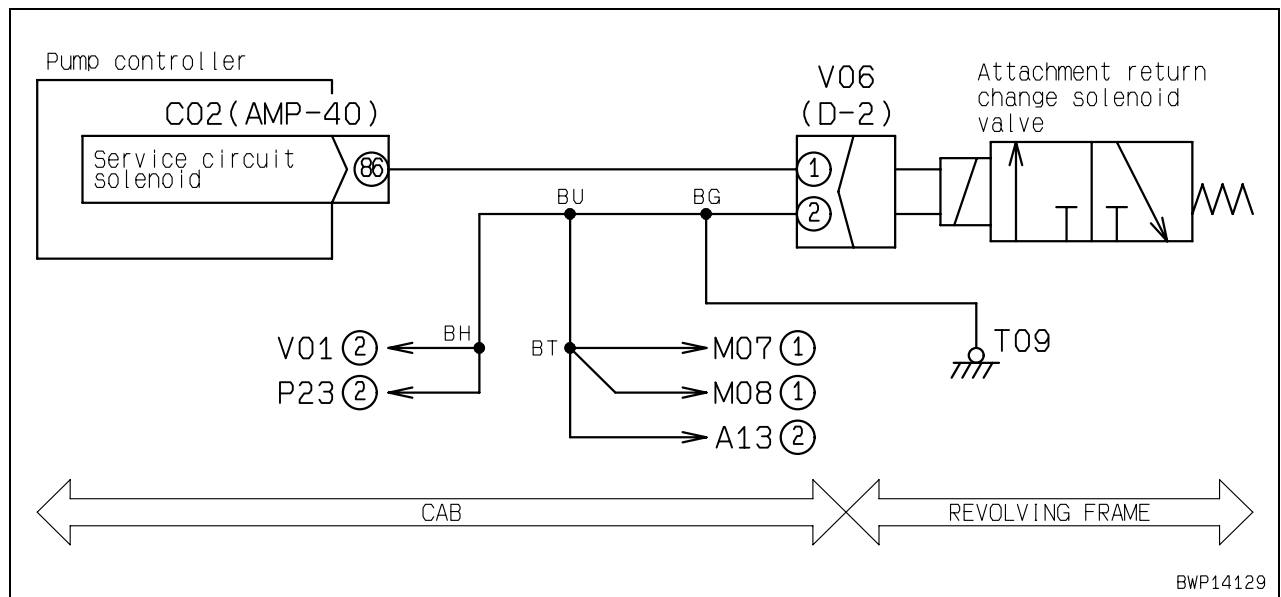 Pump controller
C02(AMP-40)
Service circuit
solenoid
86
V06
(D-2)
1
2
Attachment return
change solenoid
valve
BU
BG
BH
BT
V01 2
P23 2
M07 1
M08 1
A13 2
T09
CAB
REVOLVING FRAME
BWP14129